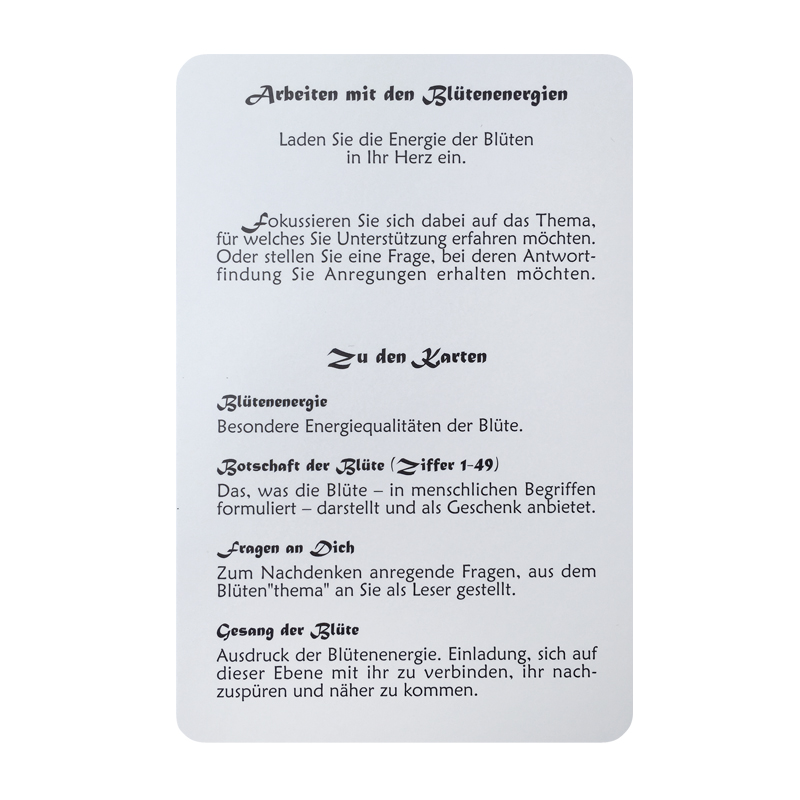 Arbeiten mit den Blütenenergien
Laden Sie die Energie der Blüten
in Ihr Herz ein.
Fokussieren Sie sich dabei auf das Thema,
für welches Sie Unterstützung erfahren möchten.
Oder stellen Sie eine Frage, bei deren Antwort-
findung Sie Anregungen erhalten möchten.
Zu den Karten
Blütenenergie
Besondere Energiequalitäten der Blüte.
Botschaft der Blüte (Ziffer 1-49)
Das, was die Blüte – in menschlichen Begriffen
formuliert – darstellt und als Geschenk anbietet.
Fragen an Dich
Zum Nachdenken anregende Fragen, aus dem
Blüten"thema" an Sie als Leser gestellt.
Gesang der Blüte
Ausdruck der Blütenenergie. Einladung, sich auf
dieser Ebene mit ihr zu verbinden, ihr nach-
zuspüren und näher zu kommen.